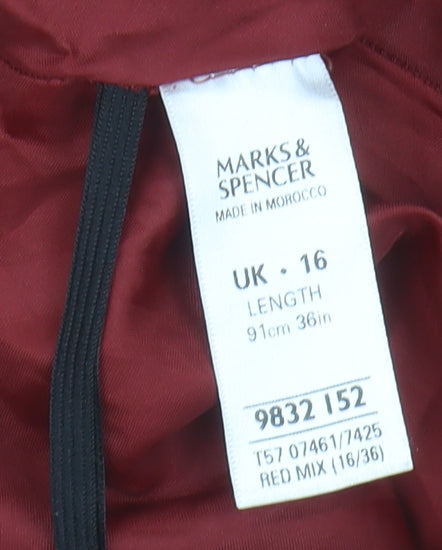 MARKS &
SPENCER
MADE IN MOROCCO
UK · 16
LENGTH
91cm 36in
9832 152
T57 07461/7425
RED MIX (16/36)